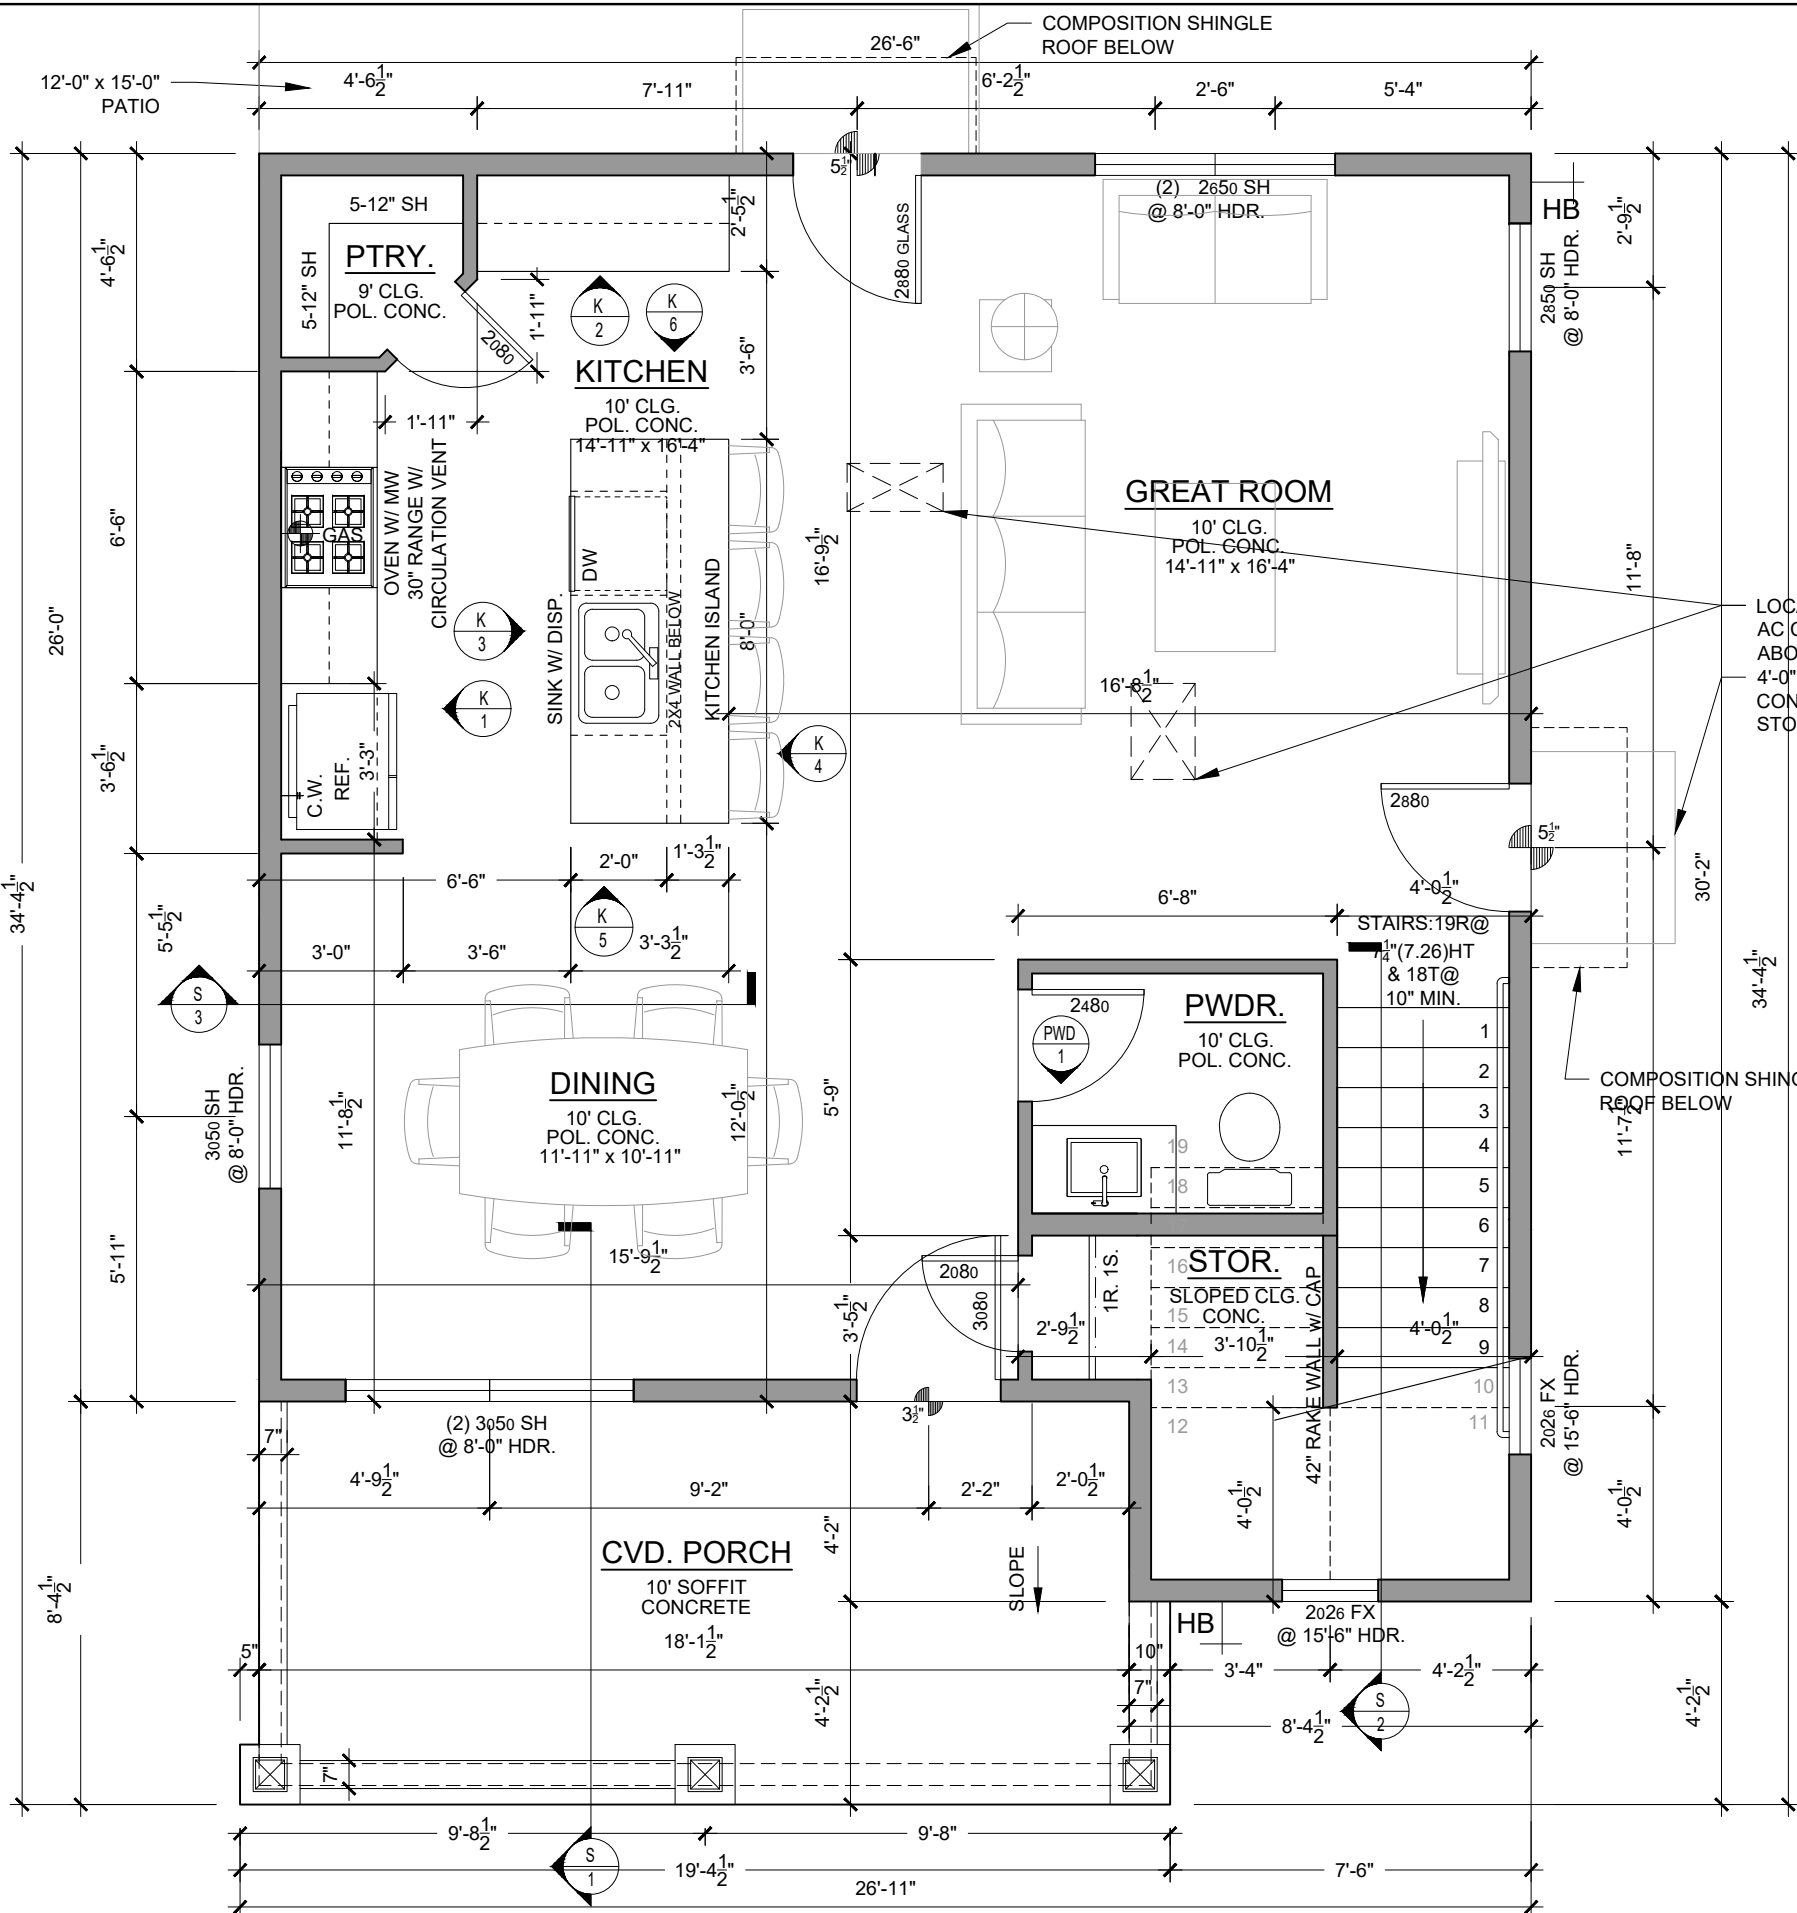 COMPOSITION SHINGLE
ROOF BELOW
26'-6"
12'-0" x 15'-0"
PATIO
4'-6 1/2"
7'-11"
6'-2 1/2"
2'-6"
5'-4"
5 1/2"
(2) 2650 SH
@ 8'-0" HDR.
HB
2'-9 1/2"
2850 SH
@ 8'-0" HDR.
2880 GLASS
2'-5 1/2"
5-12" SH
5-12" SH
PTRY.
9' CLG.
POL. CONC.
4'-6 1/2"
2080
1'-11"
1'-11"
K
2
K
6
3'-6"
KITCHEN
10' CLG.
POL. CONC.
14'-11" x 16'-4"
OVEN W/ MW
30" RANGE W/
CIRCULATION VENT
GAS
6'-6"
26'-0"
34'-4 1/2"
DW
SINK W/ DISP.
2X4 WALL BELOW
KITCHEN ISLAND
8'-0"
16'-9 1/2"
K
3
K
1
K
4
GREAT ROOM
10' CLG.
POL. CONC.
14'-11" x 16'-4"
16'-8 1/2"
11'-8"
LOC
AC
ABO
4'-0"
CON
STO
3'-6 1/2"
C.W.
REF.
3'-3"
2880
5 1/2"
30'-2"
34'-4 1/2"
6'-6"
2'-0"
1'-3 1/2"
5'-5 1/2"
3'-0"
3'-6"
K
5
3'-3 1/2"
6'-8"
4'-0 1/2"
STAIRS:19R@
7 1/4"(7.26)HT
& 18T@
10" MIN.
S
3
2480
PWD
1
PWDR.
10' CLG.
POL. CONC.
1
2
3
4
5
6
7
8
9
10
11
12
13
14
15
16
18
19
COMPOSITION SHING
ROOF BELOW
11'-7 1/2"
3050 SH
@ 8'-0" HDR.
11'-8 1/2"
DINING
10' CLG.
POL. CONC.
11'-11" x 10'-11"
12'-0 1/2"
5'-9"
5'-11"
15'-9 1/2"
2080
3080
3'-5 1/2"
1R. 1S.
STOR.
SLOPED CLG.
CONC.
2'-9 1/2"
3'-10 1/2"
4'-0 1/2"
42" RAKE WALL w/ CAP
2026 FX
@ 15'-6" HDR.
(2) 3050 SH
@ 8'-0" HDR.
3 1/2"
7"
4'-9 1/2"
9'-2"
2'-2"
2'-0 1/2"
4'-2"
4'-0 1/2"
4'-0 1/2"
CVD. PORCH
10' SOFFIT
CONCRETE
18'-1 1/2"
SLOPE
8'-4 1/2"
HB
2026 FX
@ 15'-6" HDR.
5"
10"
3'-4"
4'-2 1/2"
7"
8'-4 1/2"
S
2
4'-2 1/2"
4'-2 1/2"
7"
9'-8 1/2"
9'-8"
S
1
19'-4 1/2"
7'-6"
26'-11"